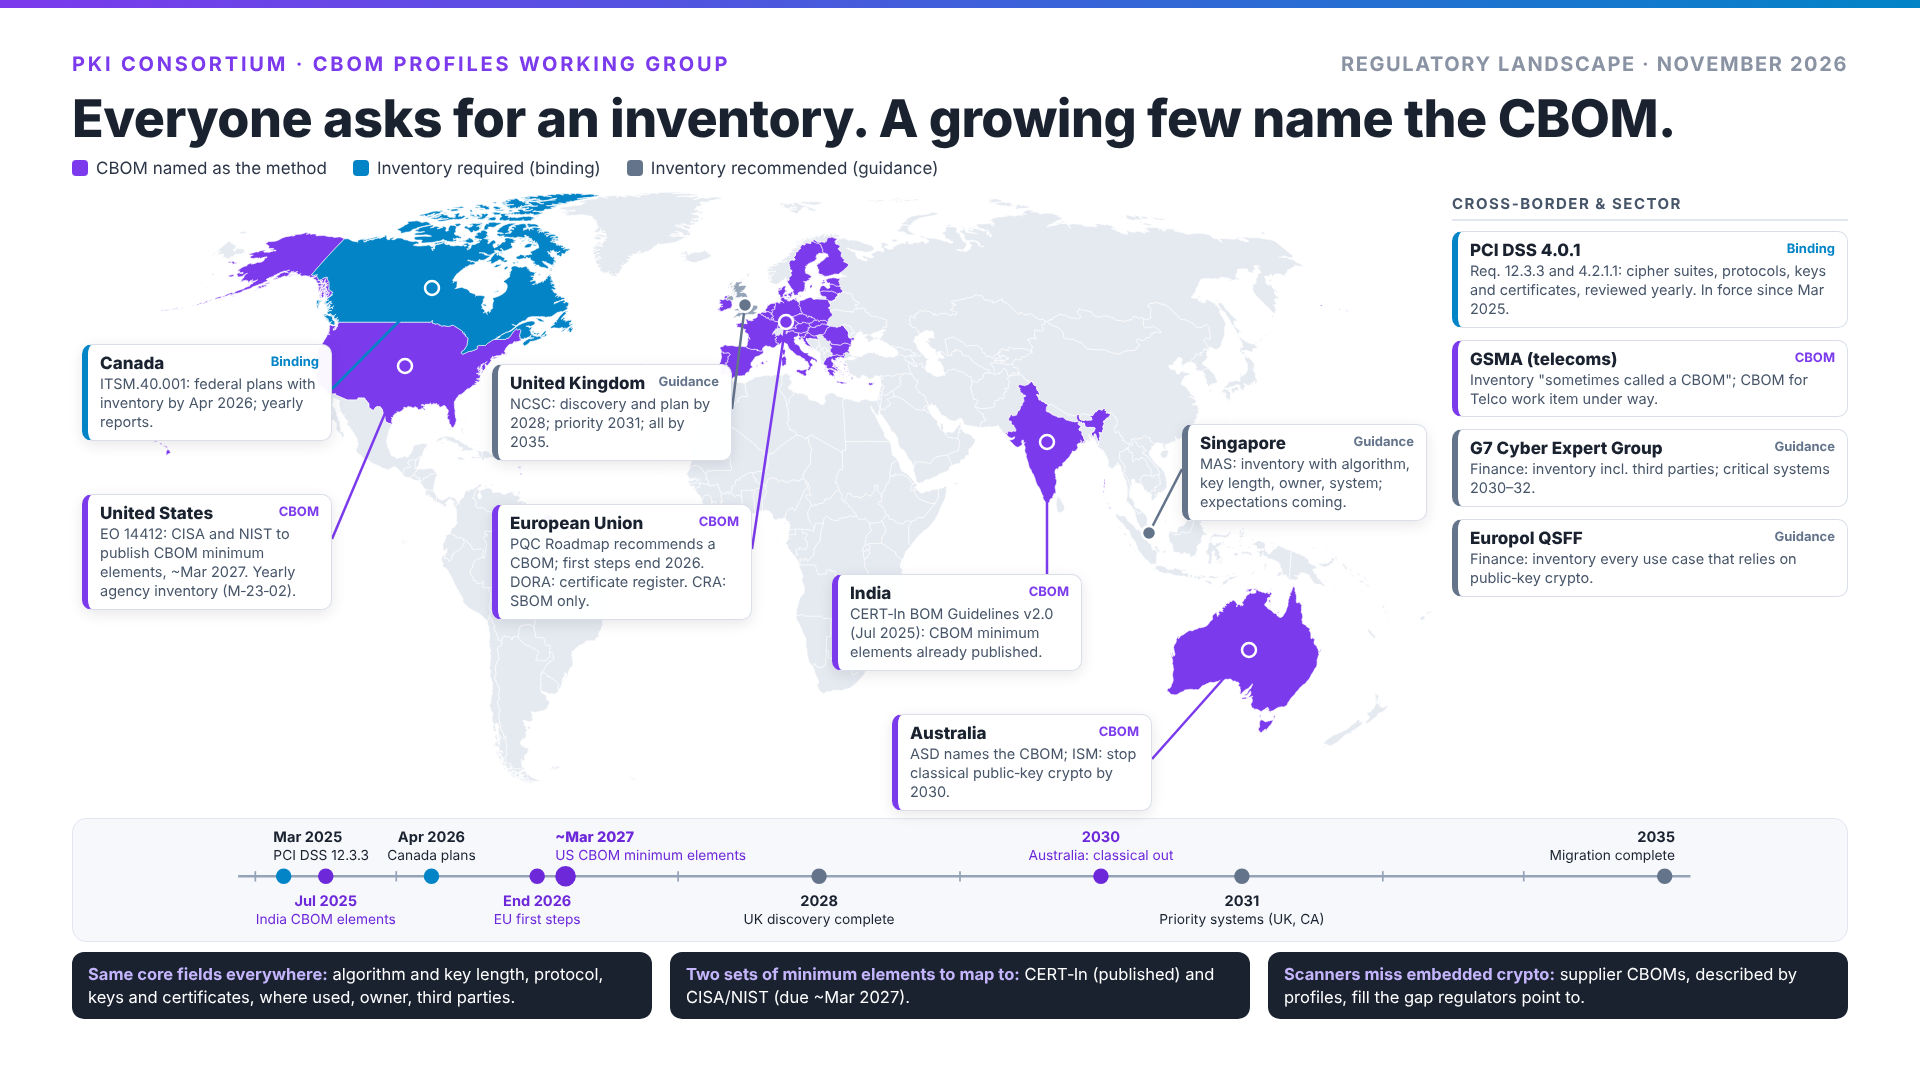 PKI CONSORTIUM · CBOM PROFILES WORKING GROUP
REGULATORY LANDSCAPE · NOVEMBER 2026
Everyone asks for an inventory. A growing few name the CBOM.
CBOM named as the method
Inventory required (binding)
Inventory recommended (guidance)
Canada Binding
ITSM.40.001: federal plans with
inventory by Apr 2026; yearly
reports.
United States CBOM
EO 14412: CISA and NIST to
publish CBOM minimum
elements, ~Mar 2027. Yearly
agency inventory (M-23-02).
United Kingdom Guidance
NCSC: discovery and plan by
2028; priority 2031; all by
2035.
European Union CBOM
PQC Roadmap recommends a
CBOM; first steps end 2026.
DORA: certificate register. CRA:
SBOM only.
India CBOM
CERT-In BOM Guidelines v2.0
(Jul 2025): CBOM minimum
elements already published.
Singapore Guidance
MAS: inventory with algorithm,
key length, owner, system;
expectations coming.
Australia CBOM
ASD names the CBOM; ISM: stop
classical public-key crypto by
2030.
CROSS-BORDER & SECTOR
PCI DSS 4.0.1 Binding
Req. 12.3.3 and 4.2.1.1: cipher suites, protocols, keys
and certificates, reviewed yearly. In force since Mar
2025.
GSMA (telecoms) CBOM
Inventory "sometimes called a CBOM"; CBOM for
Telco work item under way.
G7 Cyber Expert Group Guidance
Finance: inventory incl. third parties; critical systems
2030–32.
Europol QSFF Guidance
Finance: inventory every use case that relies on
public-key crypto.
Mar 2025
PCI DSS 12.3.3
Jul 2025
India CBOM elements
Apr 2026
Canada plans
End 2026
EU first steps
~Mar 2027
US CBOM minimum elements
2028
UK discovery complete
2030
Australia: classical out
2031
Priority systems (UK, CA)
2035
Migration complete
Same core fields everywhere: algorithm and key length, protocol,
keys and certificates, where used, owner, third parties.
Two sets of minimum elements to map to: CERT-In (published) and
CISA/NIST (due ~Mar 2027).
Scanners miss embedded crypto: supplier CBOMs, described by
profiles, fill the gap regulators point to.